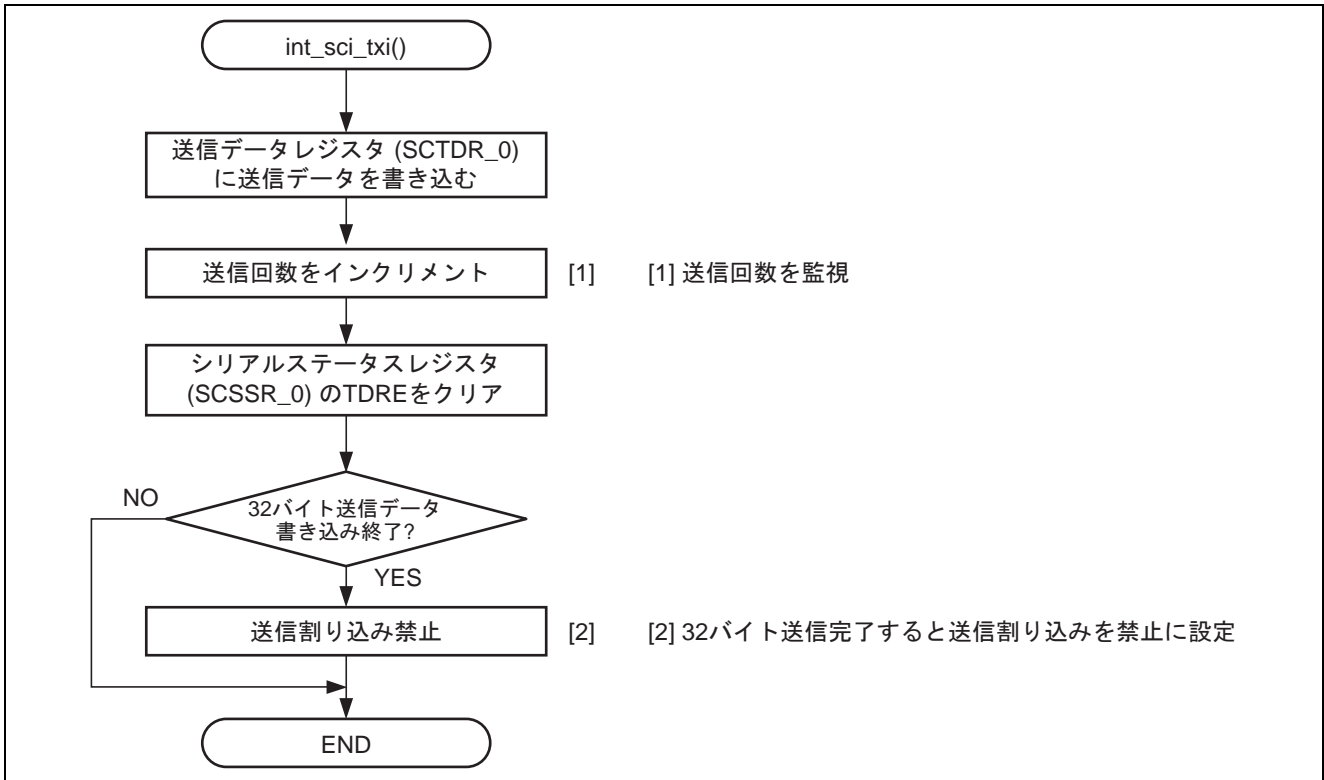 int_sci_txi()
送信データレジスタ (SCTDR_0)
に送信データを書き込む
送信回数をインクリメント [1] [1] 送信回数を監視
シリアルステータスレジスタ
(SCSSR_0) のTDREをクリア
NO
32バイト送信データ
書き込み終了?
YES
送信割り込み禁止 [2] [2] 32バイト送信完了すると送信割り込みを禁止に設定
END